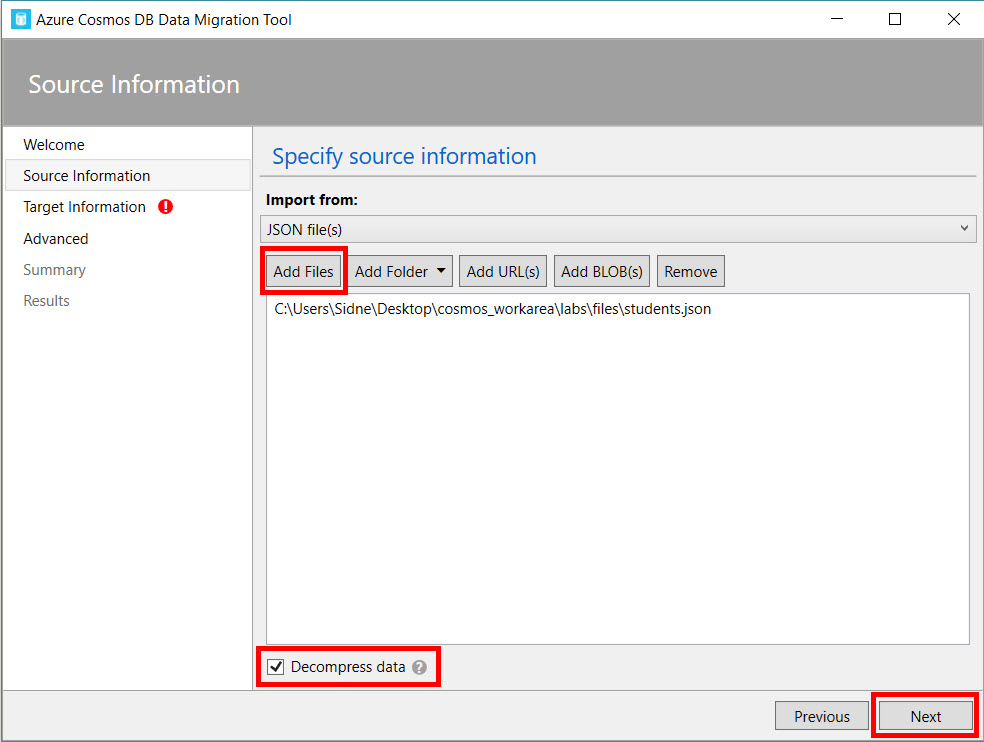 Azure Cosmos DB Data Migration Tool
Source Information
Welcome
Source Information
Target Information
Advanced
Summary
Results
Specify source information
Import from:
JSON file(s)
Add Files Add Folder Add URL(s) Add BLOB(s) Remove
C:\Users\Sidne\Desktop\cosmos_workarea\labs\files\students.json
Decompress data ?
Previous Next